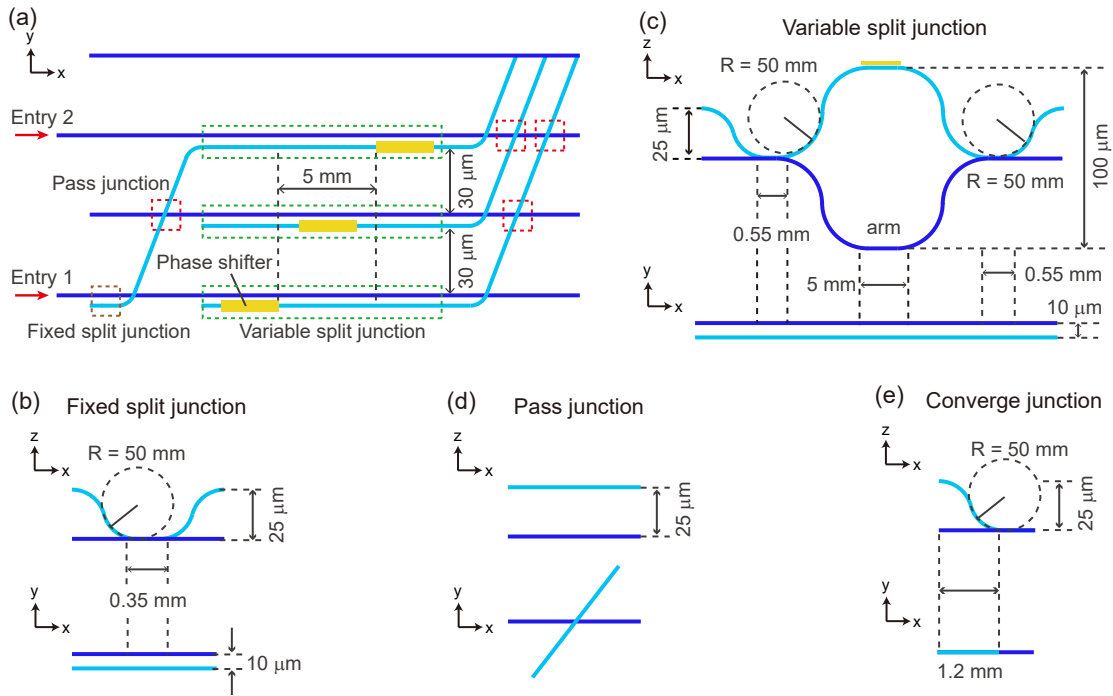 (a)
y
x
Entry 2
Pass junction
5 mm
30 μm
30 μm
Phase shifter
Entry 1
Fixed split junction
Variable split junction
(c)
Variable split junction
z
x
R = 50 mm
R = 50 mm
25 μm
100 μm
0.55 mm
arm
5 mm
0.55 mm
y
x
10 μm
(b)
Fixed split junction
z
x
R = 50 mm
25 μm
0.35 mm
y
x
10 μm
(d)
Pass junction
z
x
25 μm
y
x
(e)
Converge junction
z
x
R = 50 mm
25 μm
y
x
1.2 mm